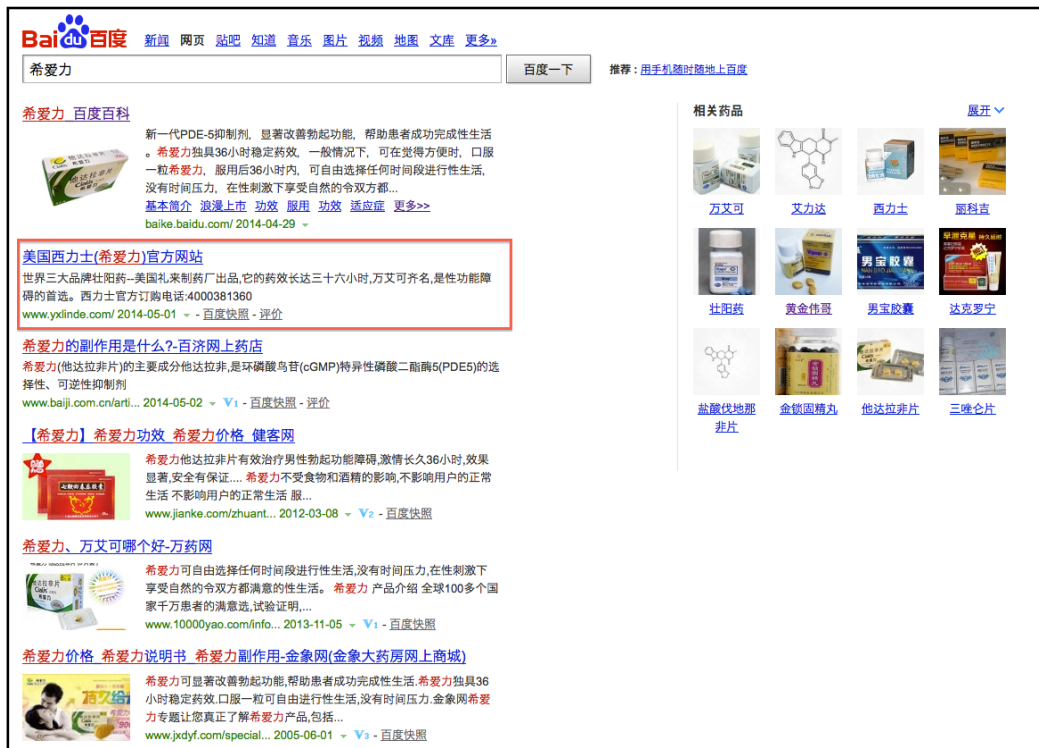 Bai du 百度
新闻 网页 贴吧 知道 音乐 图片 视频 地图 文库 更多»
希爱力 百度一下 推荐：用手机随时随地上百度
希爱力_百度百科
新一代PDE-5抑制剂，显著改善勃起功能，帮助患者成功完成性生活
。希爱力独具36小时稳定药效，一般情况下，可在觉得方便时，口服
一粒希爱力，服用后36小时内，可自由选择任何时间段进行性生活，
没有时间压力，在性刺激下享受自然的令双方都...
基本简介 浪漫上市 功效 服用 功效 适应症 更多>>
baike.baidu.com/ 2014-04-29
美国西力士(希爱力)官方网站
世界三大品牌壮阳药--美国礼来制药厂出品,它的药效长达三十六小时,万艾可齐名,是性功能障
碍的首选。西力士官方订购电话:4000381360
www.yxlinde.com/ 2014-05-01 - 百度快照 - 评价
希爱力的副作用是什么?-百济网上药店
希爱力(他达拉非片)的主要成分他达拉非,是环磷酸鸟苷(cGMP)特异性磷酸二酯酶5(PDE5)的选
择性、可逆性抑制剂
www.baiji.com.cn/arti... 2014-05-02 V1 - 百度快照 - 评价
【希爱力】希爱力功效_希爱力价格_健客网
希爱力他达拉非片有效治疗男性勃起功能障碍,激情长久36小时,效果
显著,安全有保证.... 希爱力不受食物和酒精的影响,不影响用户的正常
生活 不影响用户的正常生活 服...
www.jianke.com/zhuant... 2012-03-08 V2 - 百度快照
希爱力、万艾可哪个好-万药网
希爱力可自由选择任何时间段进行性生活,没有时间压力,在性刺激下
享受自然的令双方都满意的性生活。 希爱力 产品介绍 全球100多个国
家千万患者的满意选,试验证明,...
www.10000yao.com/info... 2013-11-05 V1 - 百度快照
希爱力价格_希爱力说明书_希爱力副作用-金象网(金象大药房网上商城)
希爱力可显著改善勃起功能,帮助患者成功完成性生活.希爱力独具36
小时稳定药效.口服一粒可自由进行性生活,没有时间压力.金象网希爱
力专题让您真正了解希爱力产品,包括...
www.jxdyf.com/special... 2005-06-01 V3 - 百度快照
相关药品 展开
万艾可 艾力达 西力士 丽科吉
男宝胶囊
早泄克星
壮阳药 黄金伟哥 男宝胶囊 达克罗宁
盐酸伐地那 金锁固精丸 他达拉非片 三唑仑片
非片